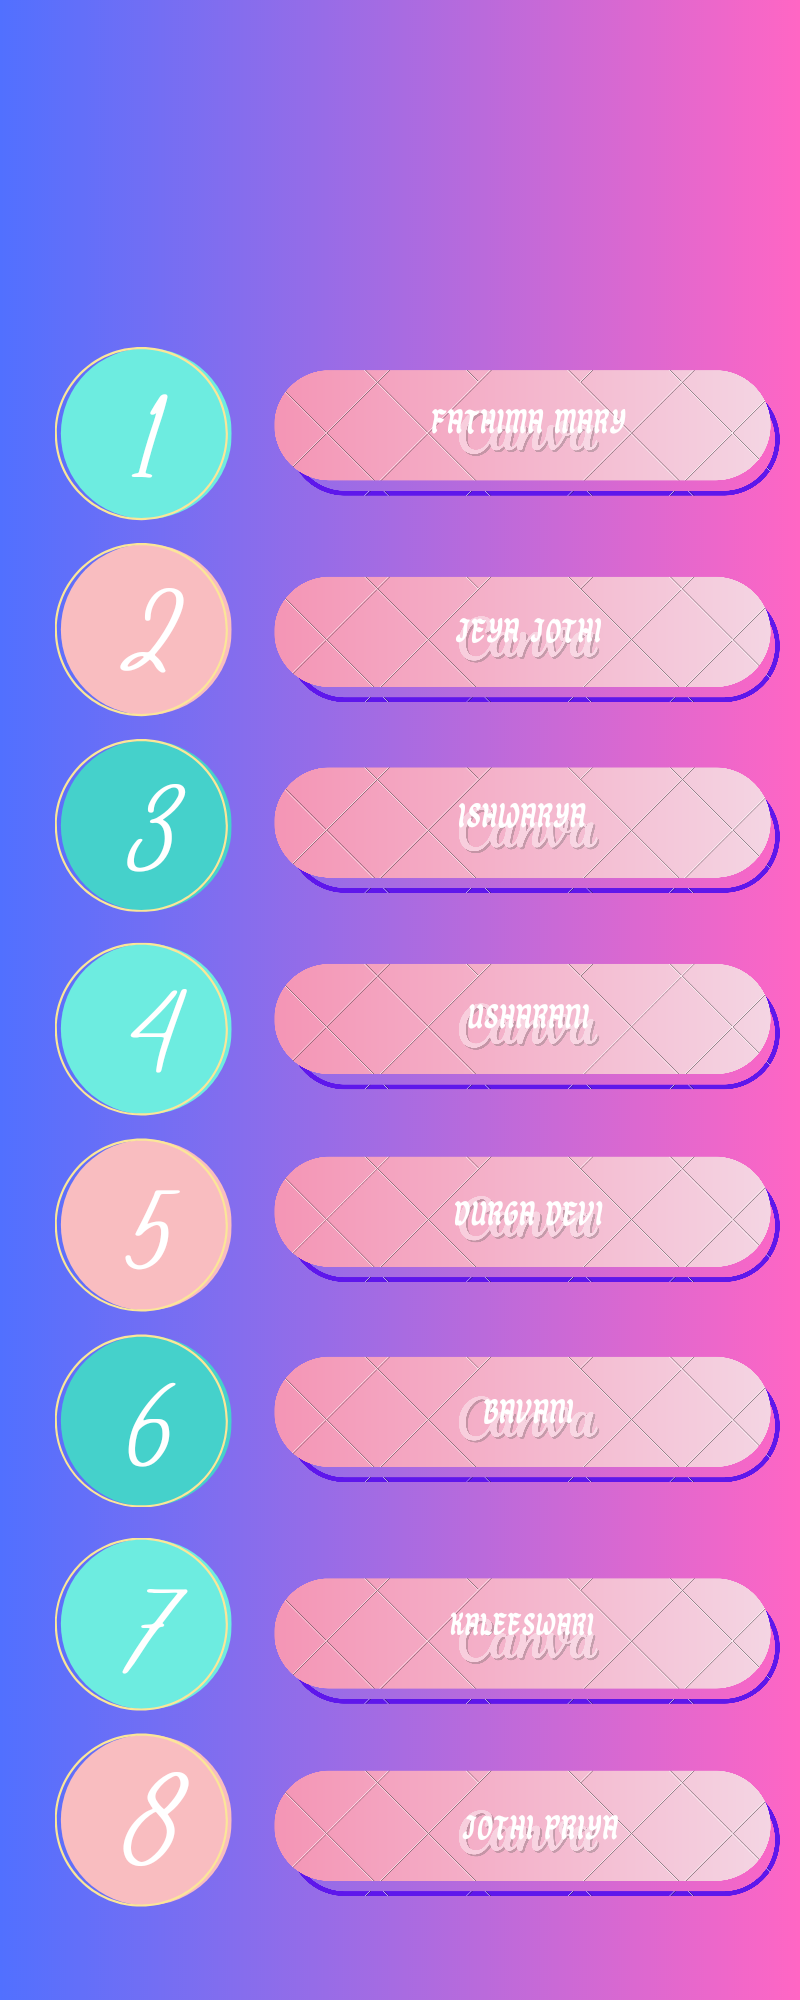 1
FATHIMA MARY
Canva
2
JEYA JOTHI
Canva
3
ISHWARYA
Canva
4
USHARANI
Canva
5
DURGA DEVI
Canva
6
BAVANI
Canva
7
KALEESWARI
Canva
8
JOTHI PRIYA
Canva